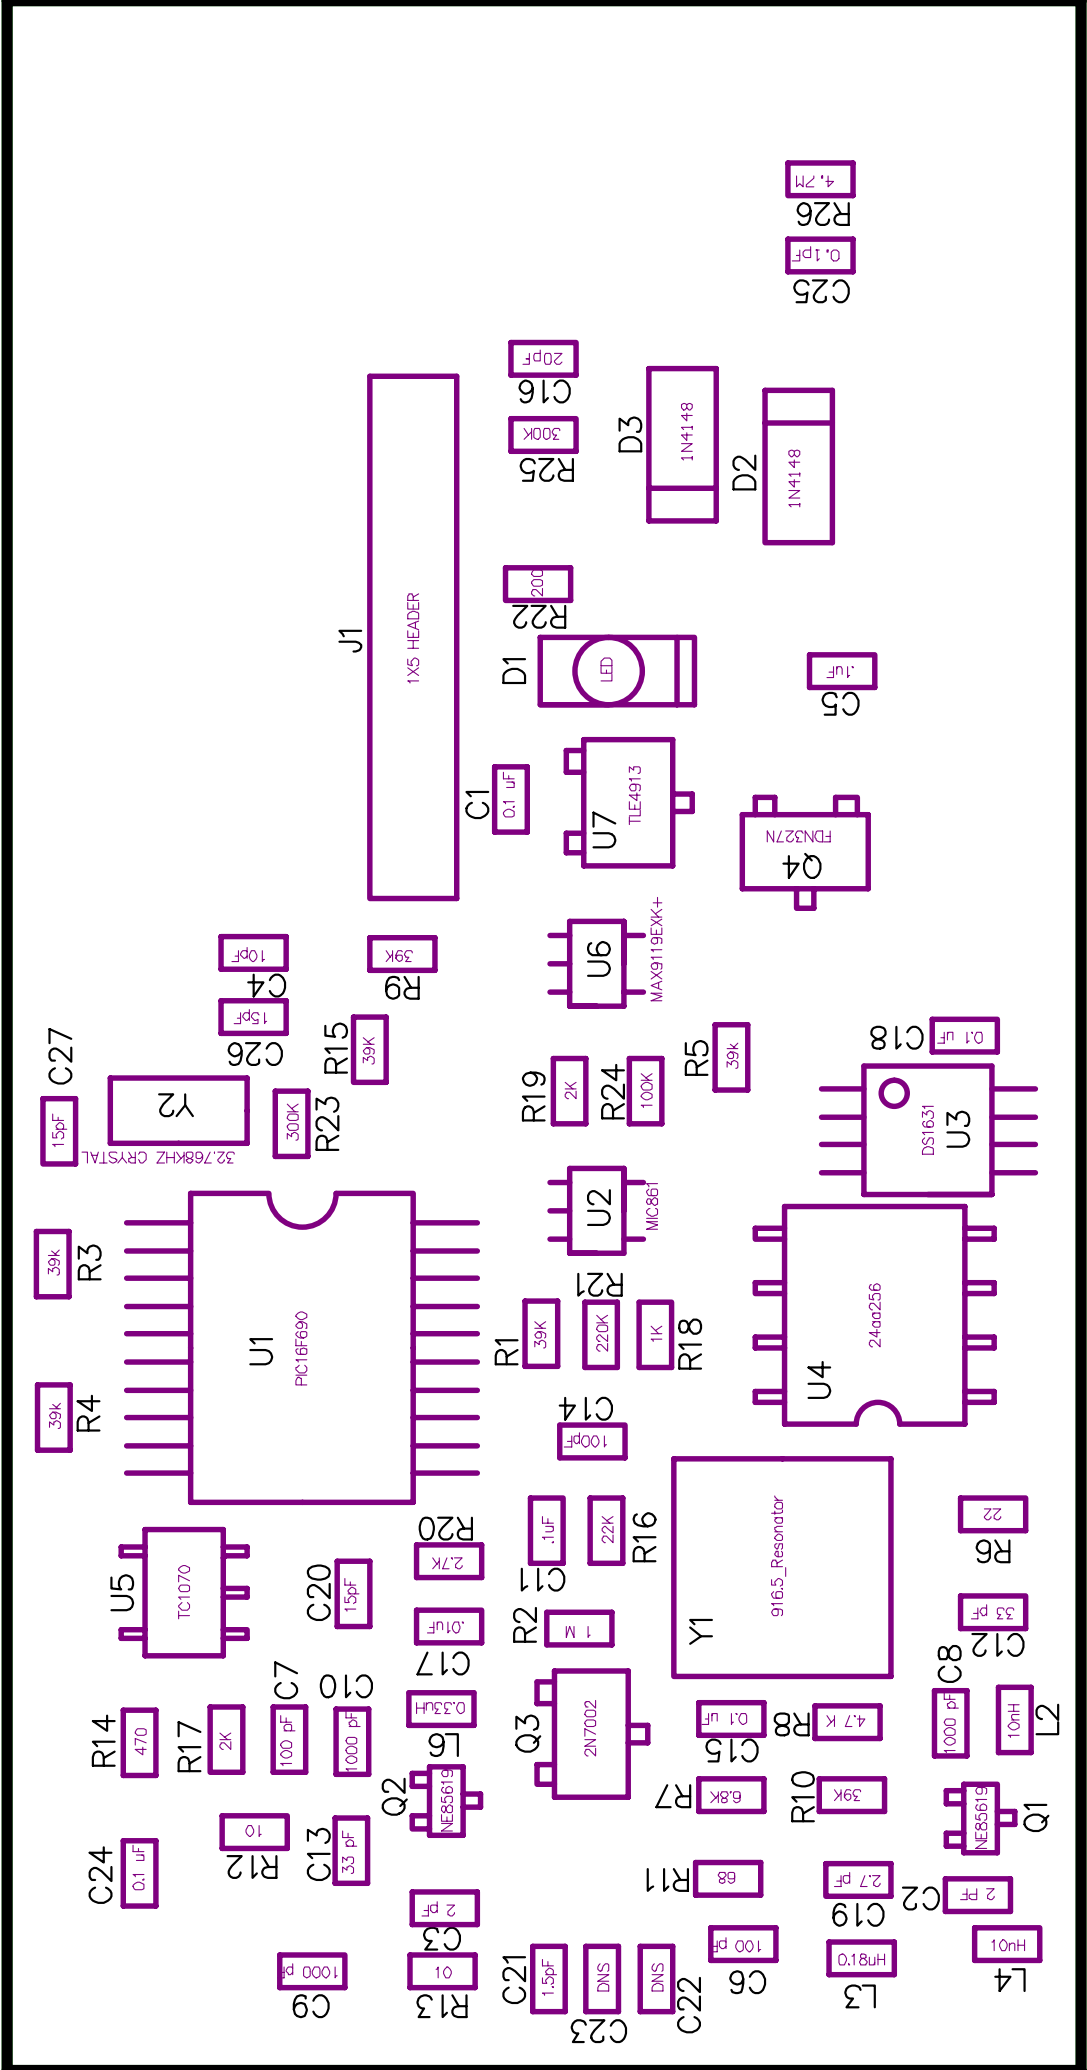 4.7M
R26
0.1pF
C25
20pF
C16
300K
R25
D3
1N4148
D2
1N4148
200
R22
J1
1X5 HEADER
D1
LED
.1uF
C5
C1
0.1 uF
U7
TLE4913
FDN327N
Q4
10pF
C4
39K
R9
U6
MAX9119EXK+
15pF
C26
C27
15pF
Y2
32.768KHZ CRYSTAL
R15
39K
300K
R23
R19
2K
R24
100K
R5
39k
C18
0.1 uF
DS1631
U3
39k
R3
U2
MIC861
U1
PIC16F690
R21
R1
39K
220K
1K
R18
24aa256
U4
39k
R4
C14
100pF
U5
TC1070
R20
2.7K
C20
15pF
.1uF
C11
22K
R16
916.5_Resonator
Y1
22
R6
.01uF
C17
R2
1 M
33 pF
C12
R14
470
R17
2K
C7
100 pF
C10
1000 pF
0.33uH
L6
Q3
2N7002
0.1 uF
C15
R8
4.7 K
C8
1000 pF
10nH
L2
Q2
NE85619
R7
6.8K
R10
39K
NE85619
Q1
10
R12
C13
33 pF
C24
0.1 uF
R11
68
2.7 pF
C19
C2
2 PF
2 pF
C3
1000 pF
C9
10
R13
C21
1.5pF
DNS
C23
DNS
C22
100 pF
C6
0.18uH
L3
10nH
L4